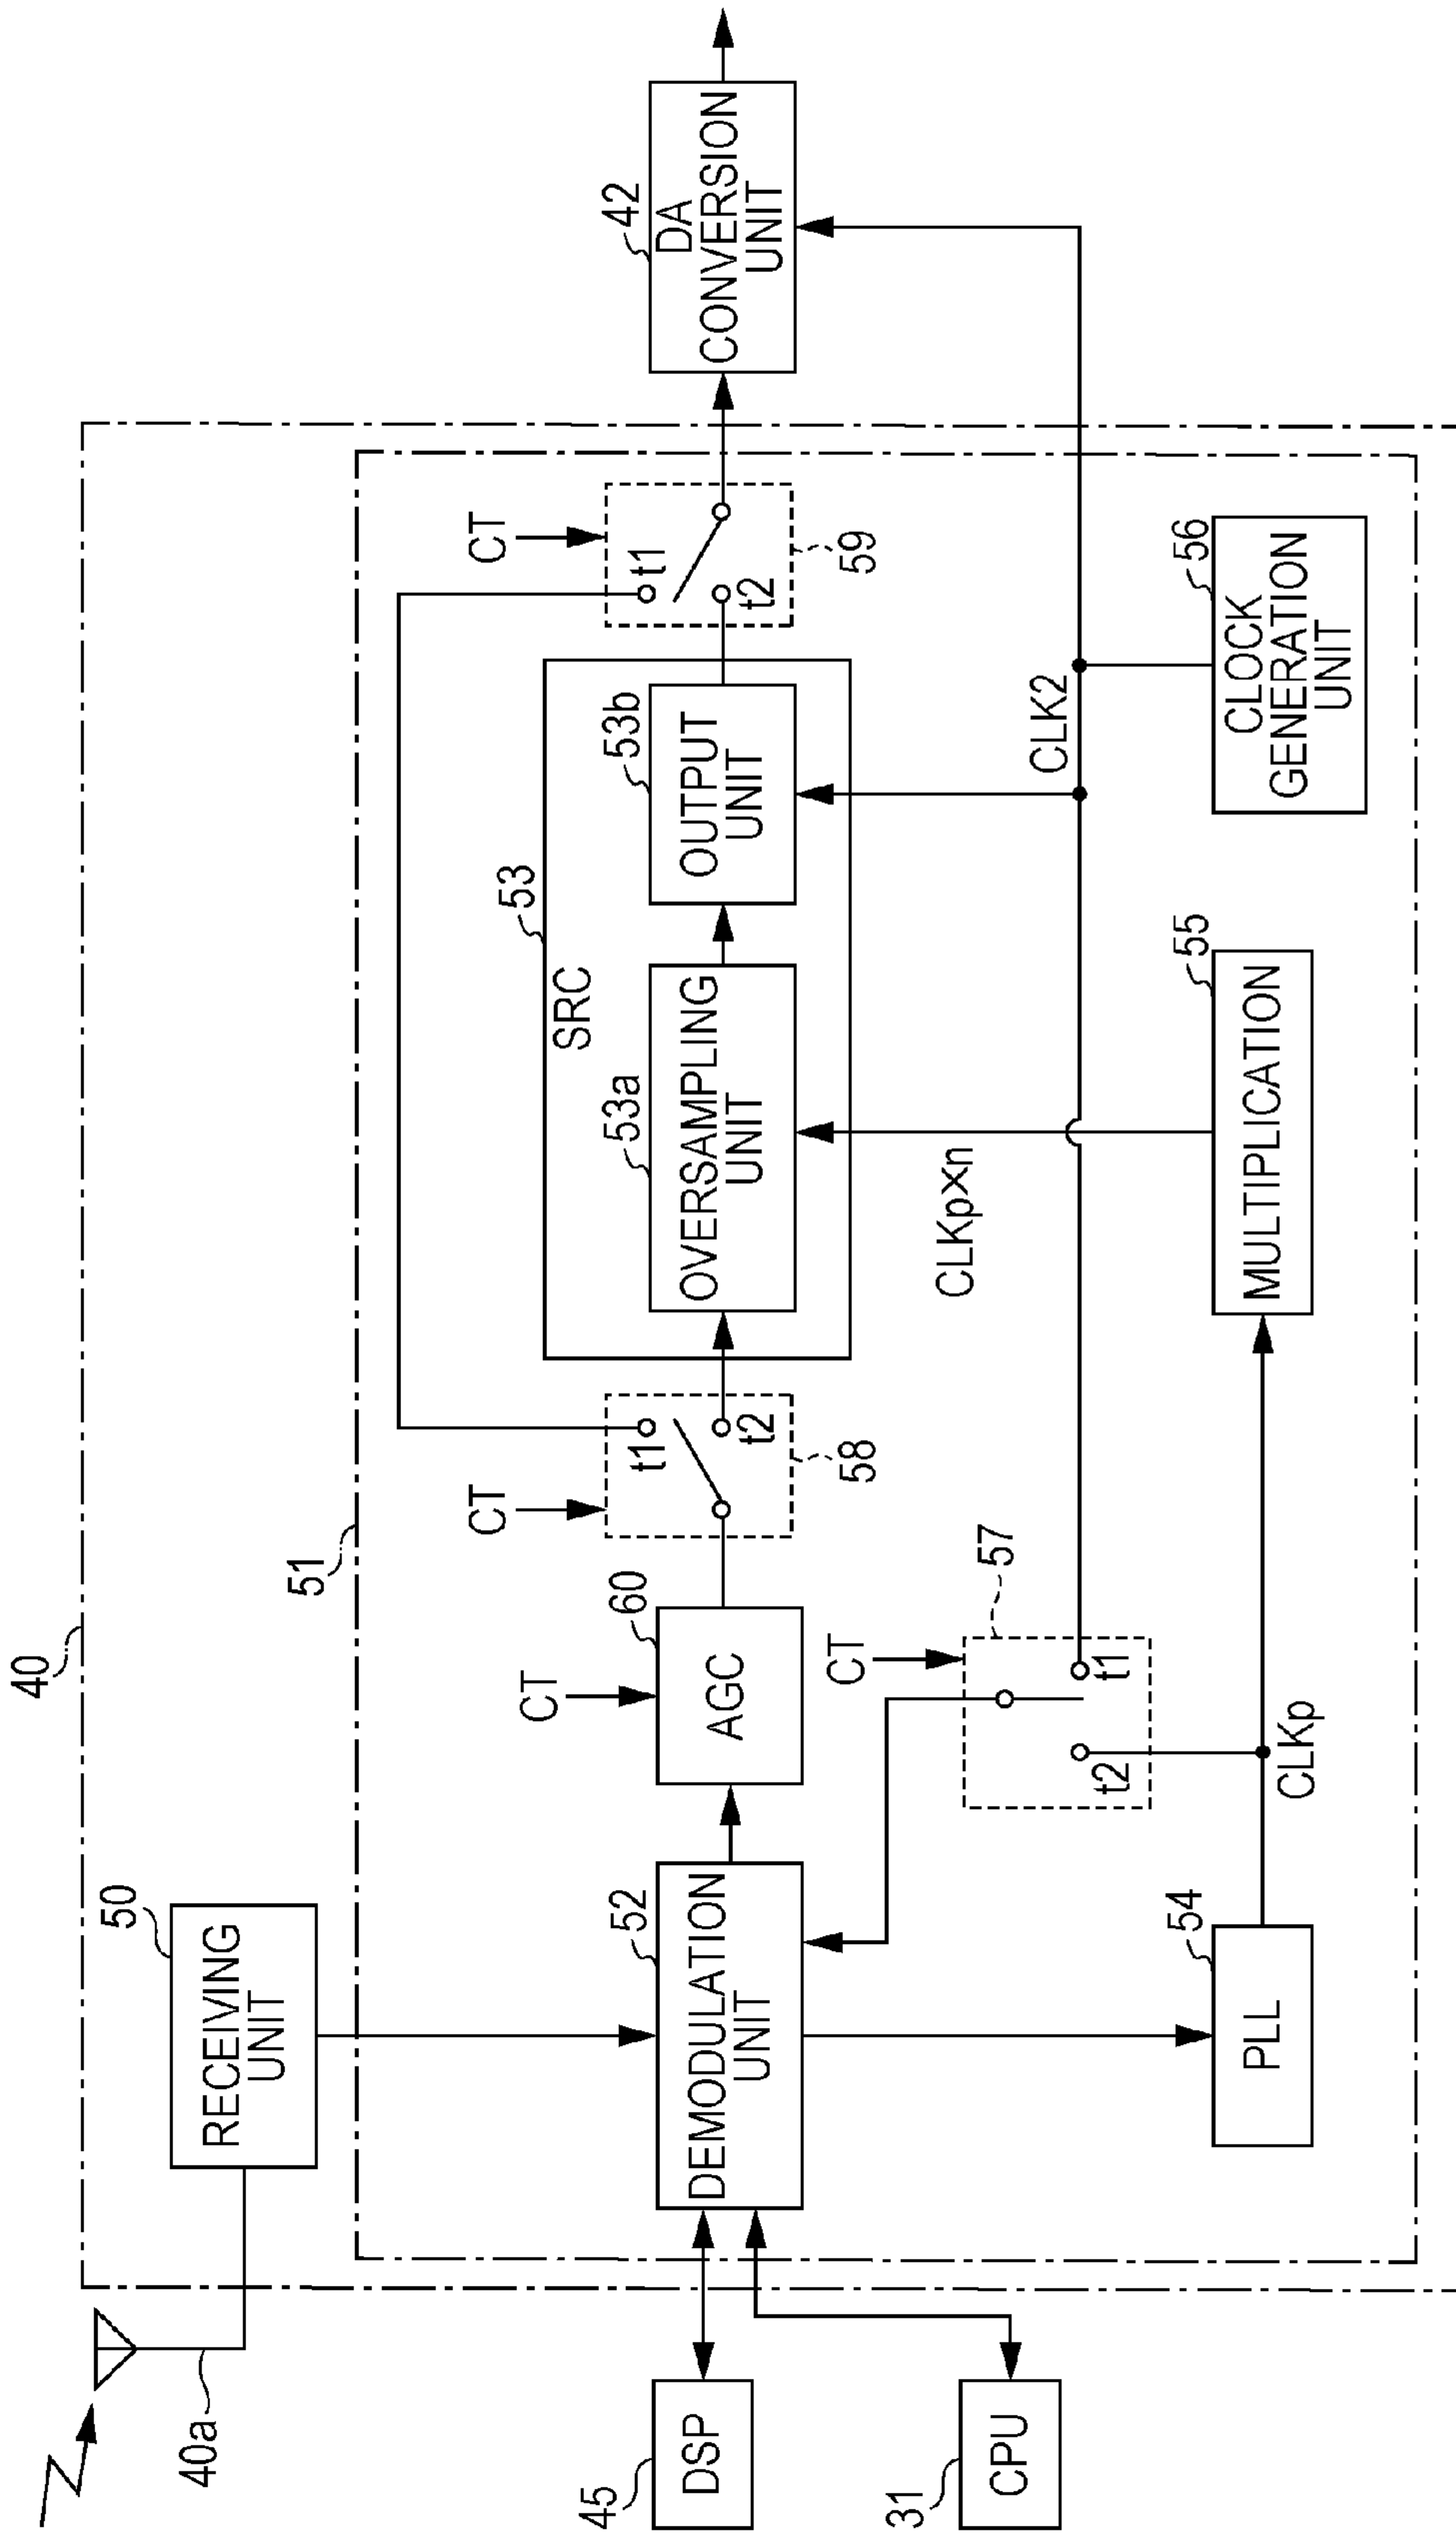 40
51
50
RECEIVING
UNIT
40a
45
DSP
31
CPU
52
DEMODULATION
UNIT
CT
60
AGC
CT
t1
t2
58
53
SRC
53a
OVERSAMPLING
UNIT
53b
OUTPUT
UNIT
CT
t1
t2
59
42
DA
CONVERSION
UNIT
CT
57
t1
t2
CLKp×n
CLK2
54
PLL
CLKp
55
MULTIPLICATION
56
CLOCK
GENERATION
UNIT